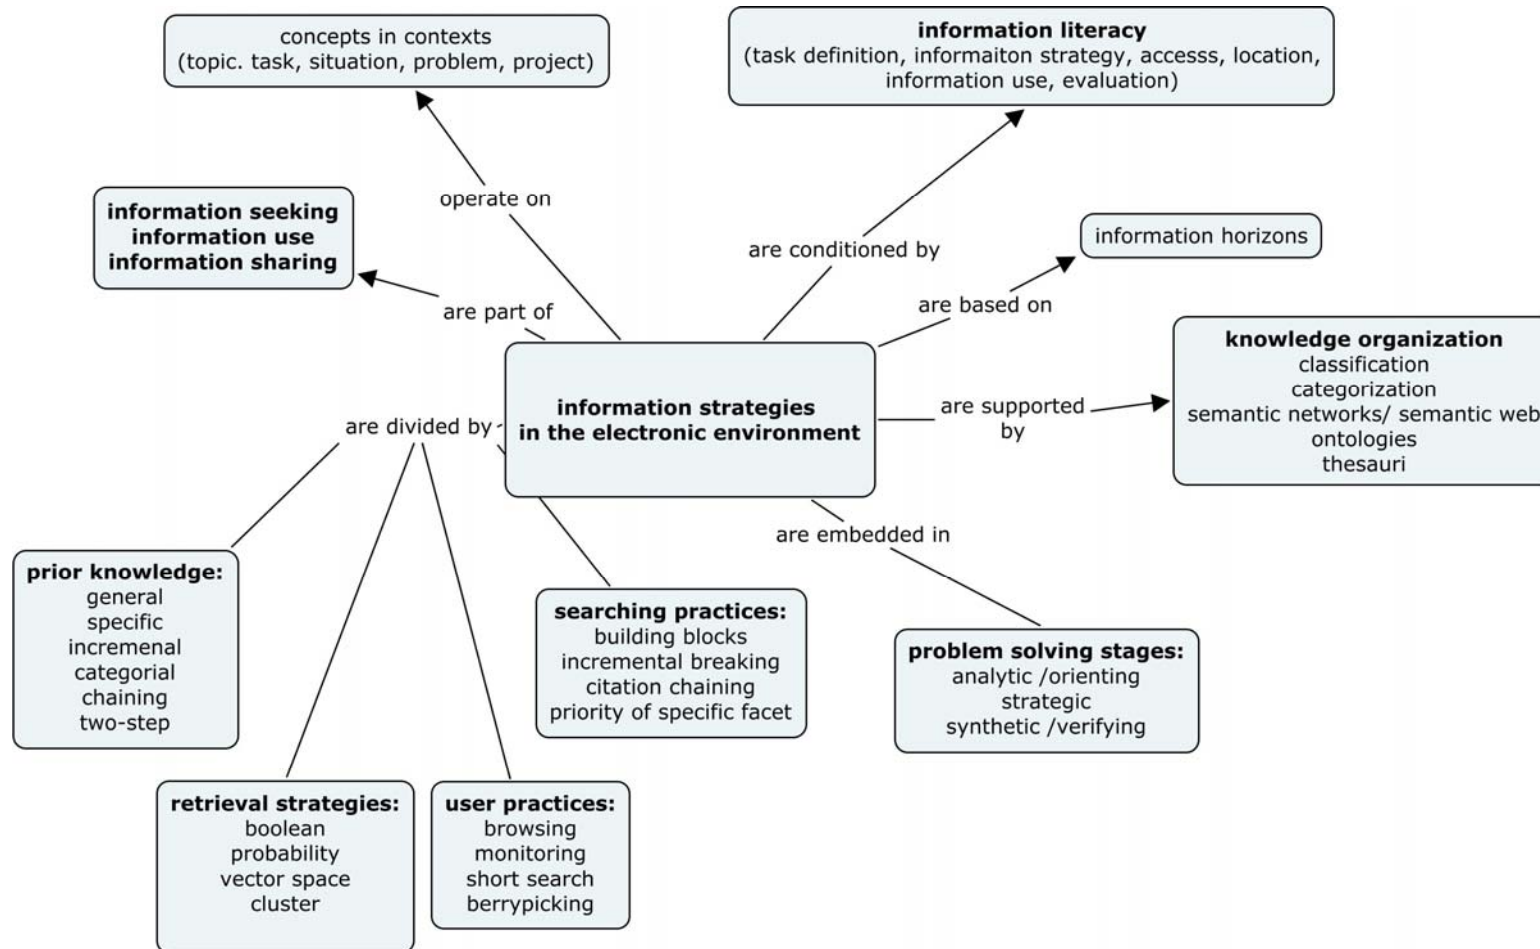 concepts in contexts
(topic. task, situation, problem, project)
information literacy
(task definition, informaiton strategy, accesss, location,
information use, evaluation)
operate on
information seeking
information use
information sharing
are conditioned by
information horizons
are part of
are based on
knowledge organization
classification
categorization
semantic networks/ semantic web
ontologies
thesauri
information strategies
in the electronic environment
are supported
by
are divided by
are embedded in
prior knowledge:
general
specific
incremenal
categorial
chaining
two-step
searching practices:
building blocks
incremental breaking
citation chaining
priority of specific facet
problem solving stages:
analytic /orienting
strategic
synthetic /verifying
retrieval strategies:
boolean
probability
vector space
cluster
user practices:
browsing
monitoring
short search
berrypicking